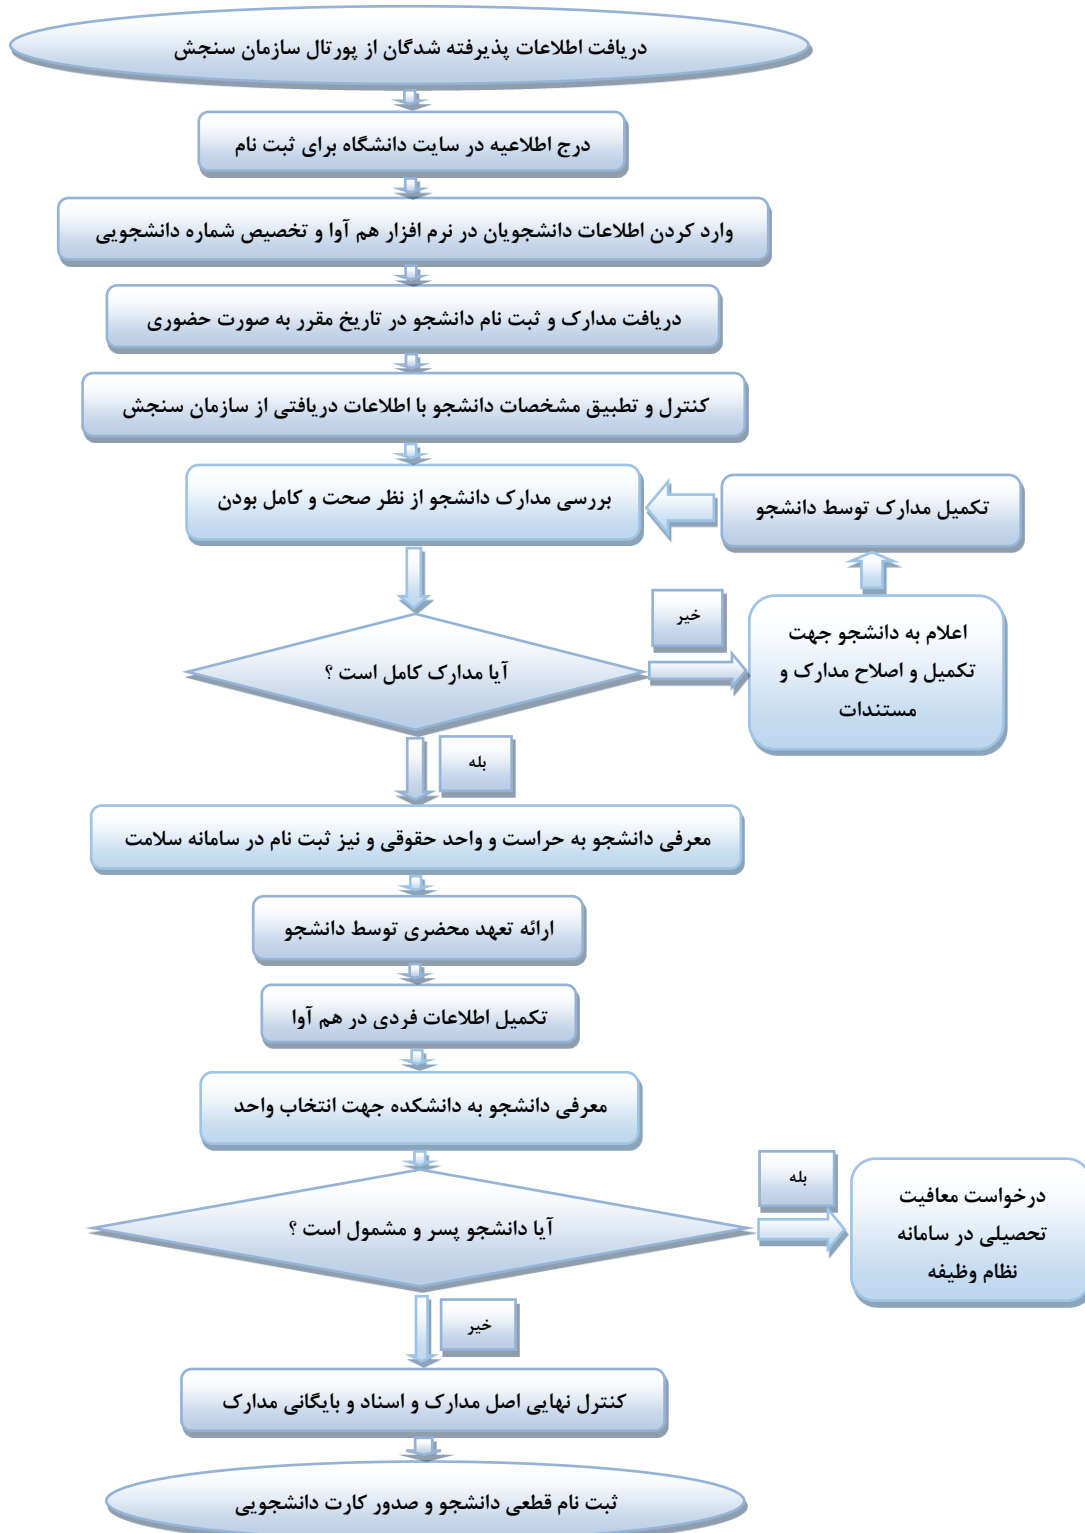 دریافت اطلاعات پذیرفته شدگان از پورتال سازمان سنجش
درج اطلاعیه در سایت دانشگاه برای ثبت نام
وارد کردن اطلاعات دانشجویان در نرم افزار هم آوا و تخصیص شماره دانشجویی
دریافت مدارک و ثبت نام دانشجو در تاریخ مقرر به صورت حضوری
کنترل و تطبیق مشخصات دانشجو با اطلاعات دریافتی از سازمان سنجش
بررسی مدارک دانشجو از نظر صحت و کامل بودن
تکمیل مدارک توسط دانشجو
آیا مدارک کامل است ؟
خیر
اعلام به دانشجو جهت
تکمیل و اصلاح مدارک و
مستندات
بله
معرفی دانشجو به حراست و واحد حقوقی و نیز ثبت نام در سامانه سلامت
ارائه تعهد محضری توسط دانشجو
تکمیل اطلاعات فردی در هم آوا
معرفی دانشجو به دانشکده جهت انتخاب واحد
آیا دانشجو پسر و مشمول است ؟
بله
درخواست معافیت
تحصیلی در سامانه
نظام وظیفه
خیر
کنترل نهایی اصل مدارک و اسناد و بایگانی مدارک
ثبت نام قطعی دانشجو و صدور کارت دانشجویی